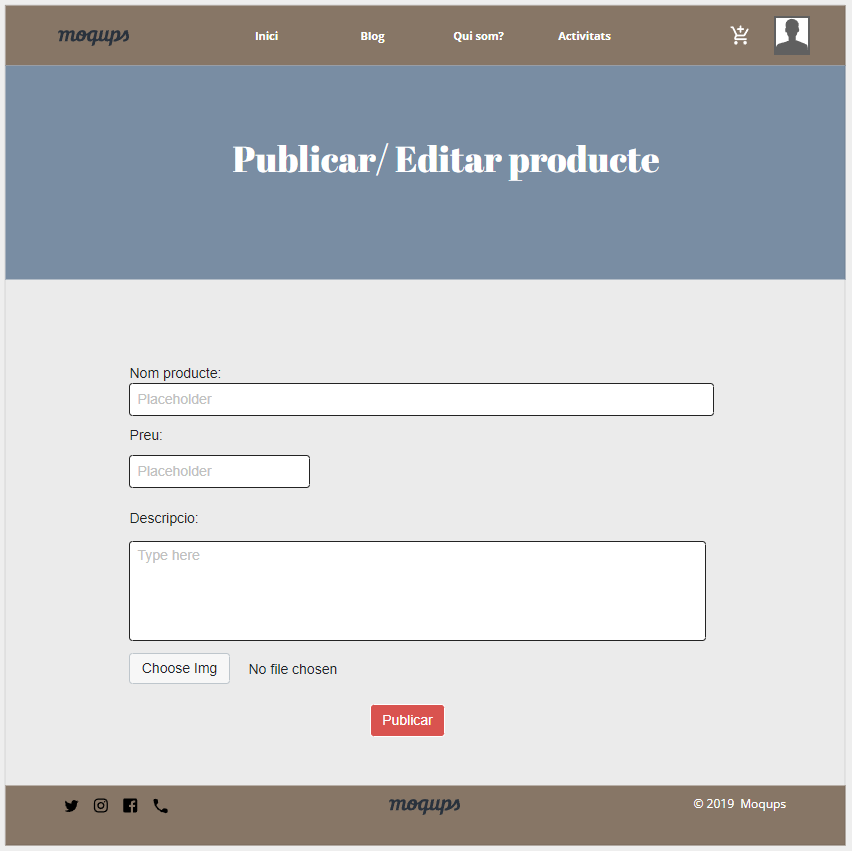 moqups Inici Blog Qui som? Activitats
Publicar/ Editar producte
Nom producte:
Placeholder
Preu:
Placeholder
Descripcio:
Type here
Choose Img No file chosen
Publicar
moqups © 2019 Moqups